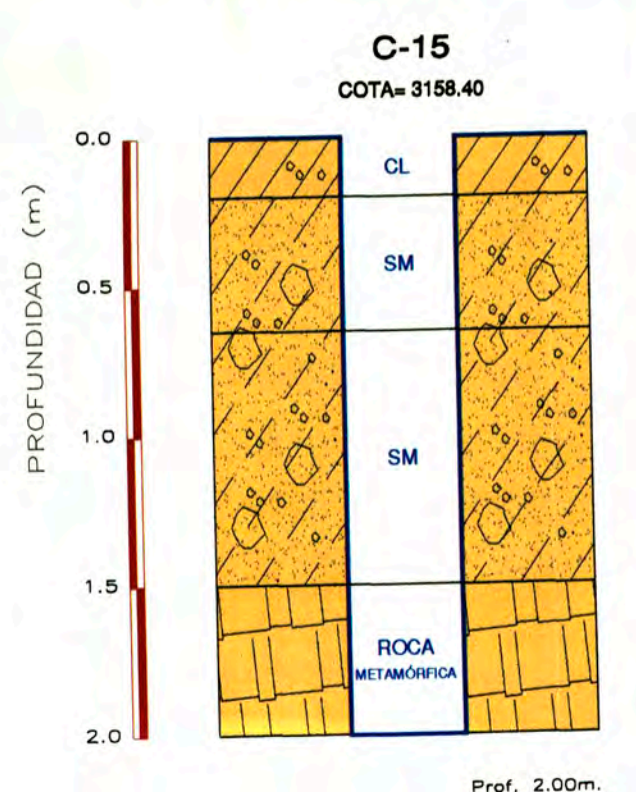 C-15
COTA= 3158.40
PROFUNDIDAD (m)
0.0
0.5
1.0
1.5
2.0
CL
SM
SM
ROCA
METAMÓRFICA
Prof. 2.00m.